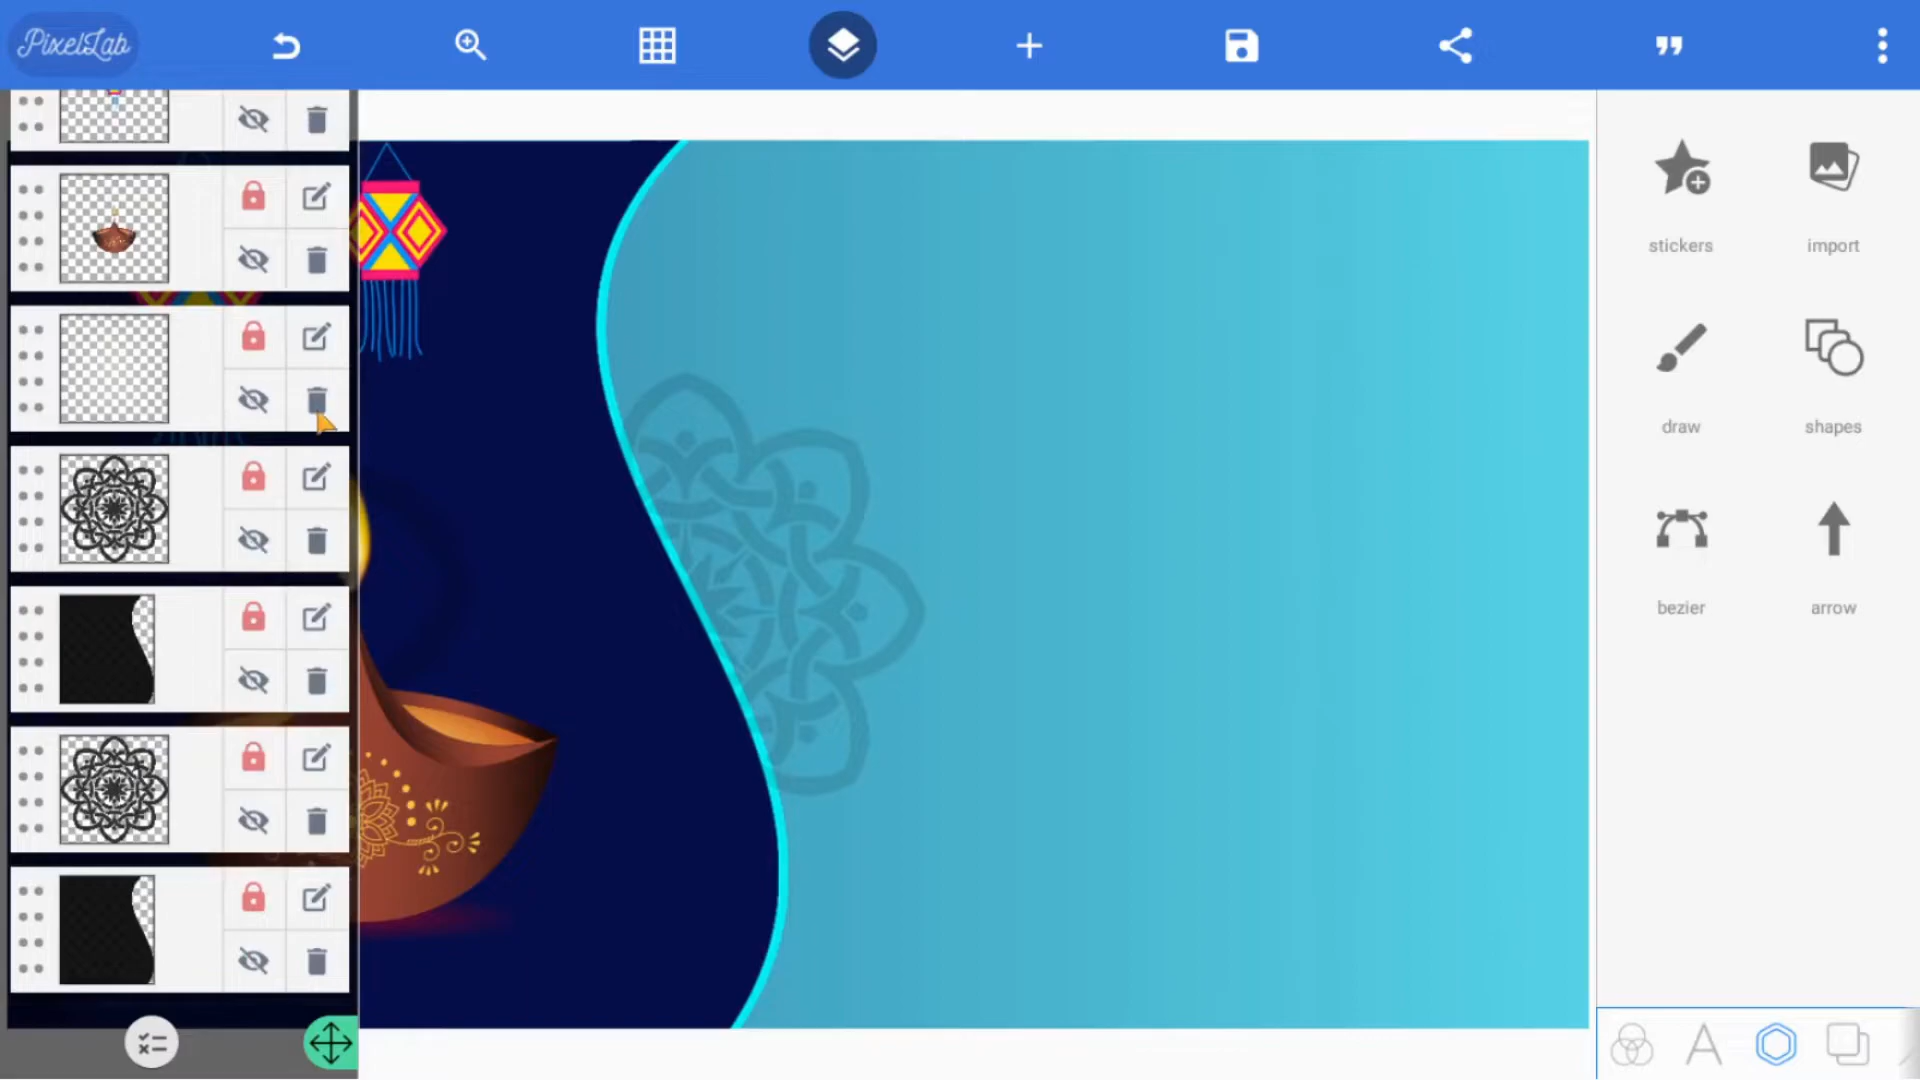 PixelLab
stickers
import
draw
shapes
bezier
arrow